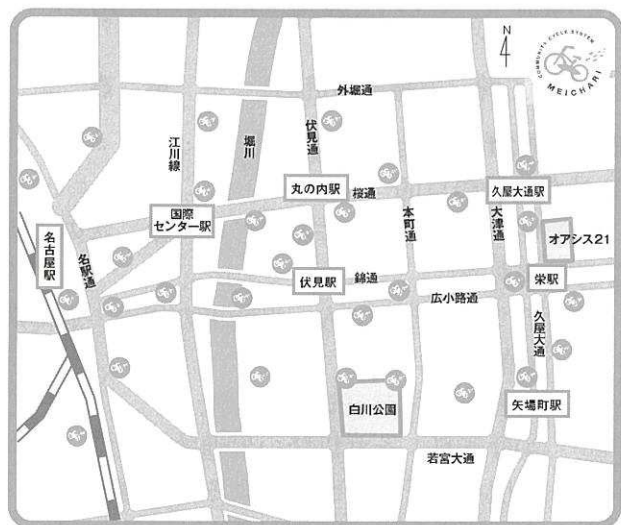 N
COMMUNITY CYCLE SYSTEM
MEICHARI
外堀通
江川線
堀川
伏見通
丸の内駅
桜通
久屋大通駅
国際
センター駅
本町通
大津通
オアシス21
名古屋駅
名駅通
伏見駅
錦通
栄駅
広小路通
久屋大通
白川公園
矢場町駅
若宮大通